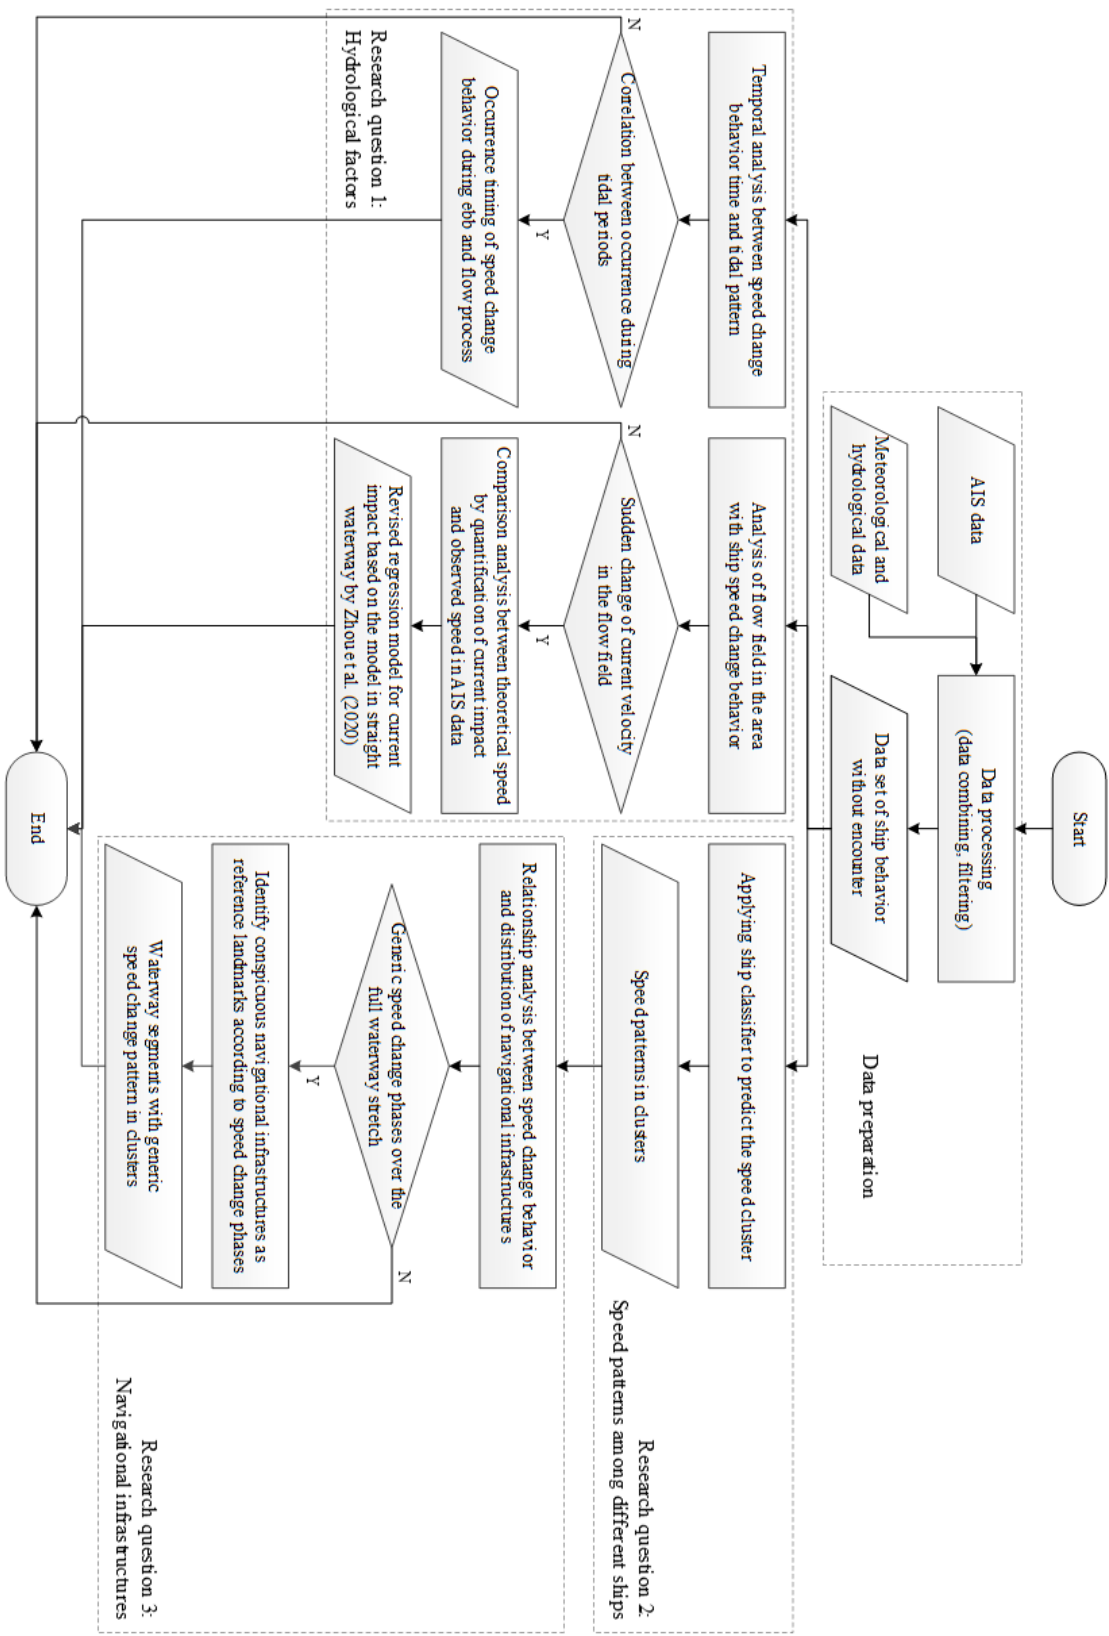 Start
AIS data
Meteorological and
hydrological data
Data processing
(data combining, filtering)
Data set of ship behavior
without encounter
Data preparation
Temporal analysis between speed change
behavior time and tidal pattern
N
Correlation between occurrence during
tidal periods
Y
Occurrence timing of speed change
behavior during ebb and flow process
Research question 1:
Hydrological factors
Analysis of flow field in the area
with ship speed change behavior
N
Sudden change of current velocity
in the flow field
Y
Comparison analysis between theoretical speed
by quantification of current impact
and observed speed in AIS data
Revised regression model for current
impact based on the model in straight
waterway by Zhou et al. (2020)
Applying ship classifier to predict the speed cluster
Speed patterns in clusters
Research question 2:
Speed patterns among different ships
Relationship analysis between speed change behavior
and distribution of navigational infrastructures
Generic speed change phases over the
full waterway stretch
N
Y
Identify conspicuous navigational infrastructures as
reference landmarks according to speed change phases
Waterway segments with generic
speed change pattern in clusters
Research question 3:
Navigational infrastructures
End